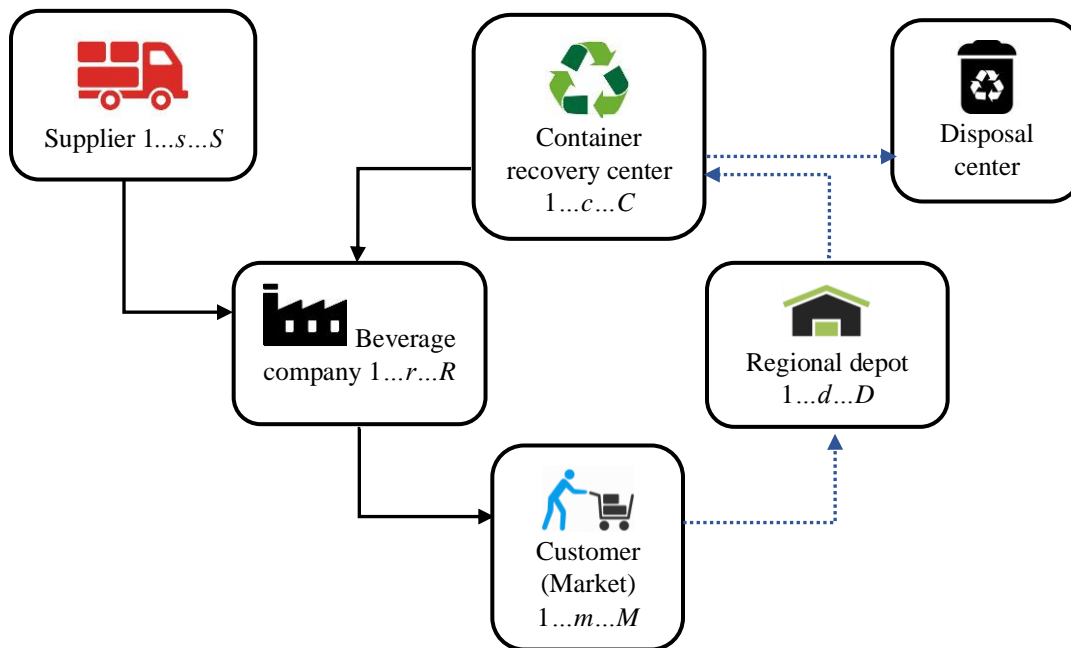 Supplier 1...s...S
Container
recovery center
1...c...C
Disposal
center
Beverage
company 1...r...R
Regional depot
1...d...D
Customer
(Market)
1...m...M